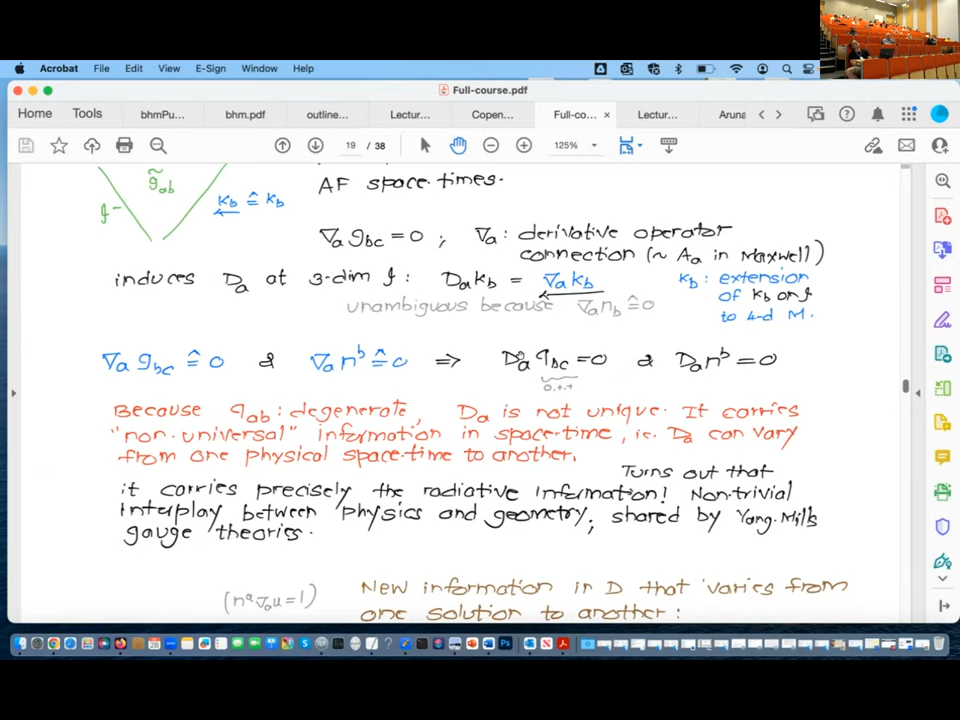 Acrobat File Edit View E-Sign Window Help
Full-course.pdf
Home Tools bhmPu... bhm.pdf outline... Lectur... Copen... Full-co... × Lectur... Aruna
19 / 38 125%
g̃ab
AF space-times.
ℐ kb ≙ kb
∇a gbc = 0 ; ∇a : derivative operator
connection (~ Aa in Maxwell)
induces Da at 3-dim ℐ : Da kb = ∇a kb kb : extension
unambiguous because ∇a nb ≙ 0 of kb on ℐ
to 4-d M.
∇a gbc ≙ 0 & ∇a n^b ≙ 0 ⟹ Da qbc = 0 & Da n^b = 0
0,+,+
Because qab : degenerate, Da is not unique. It carries
"non-universal" information in space-time, i.e. Da can vary
from one physical space-time to another.
Turns out that
it carries precisely the radiative information! Non-trivial
interplay between physics and geometry; shared by Yang-Mills
gauge theories.
New information in D that varies from
(n^a ∇a u = 1)
one solution to another: